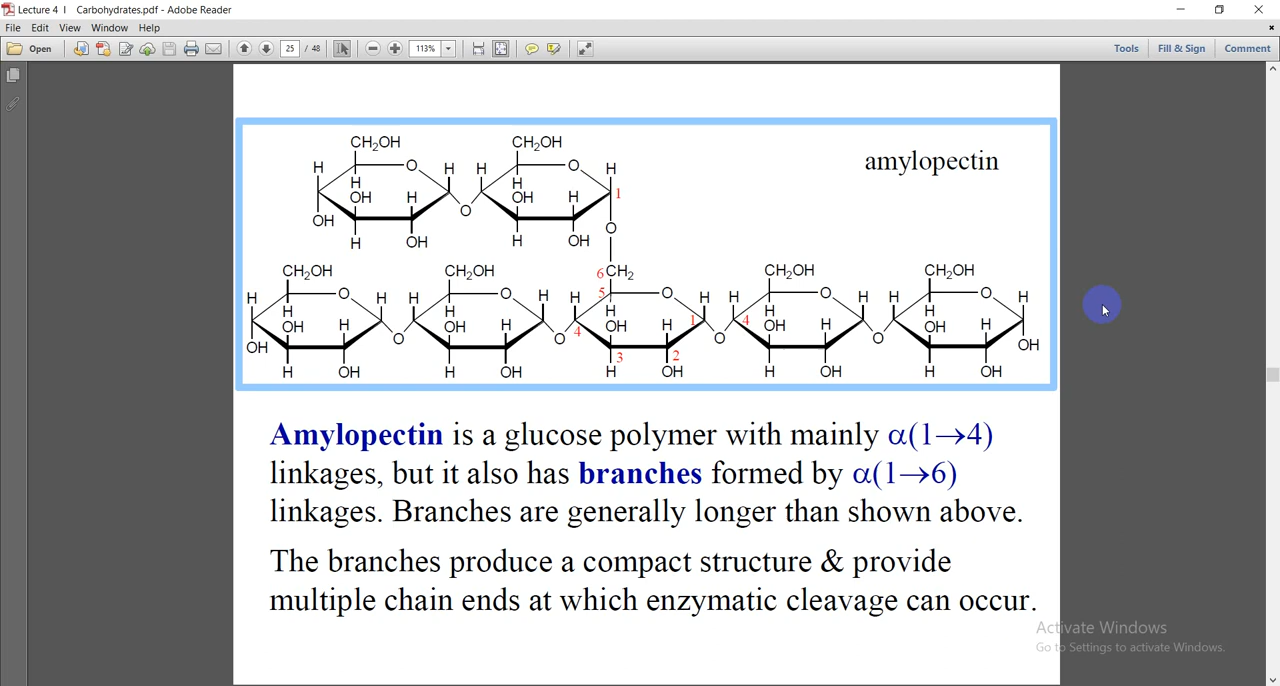 Lecture 4 I Carbohydrates.pdf - Adobe Reader
File Edit View Window Help
Open 25 / 48 113% Tools Fill & Sign Comment
amylopectin
CH2OH CH2OH
H O H H O H
H H 1
OH H OH H
OH O O
H OH H OH
6 CH2
CH2OH CH2OH CH2OH CH2OH
H O H H O H H 5 O H H O H H O H
H H H H H
OH H OH H OH H 1 4 OH H OH H
OH O O 4 O O OH
3 2
H OH H OH H OH H OH H OH
Amylopectin is a glucose polymer with mainly α(1→4)
linkages, but it also has branches formed by α(1→6)
linkages. Branches are generally longer than shown above.
The branches produce a compact structure & provide
multiple chain ends at which enzymatic cleavage can occur.
Activate Windows
Go to Settings to activate Windows.